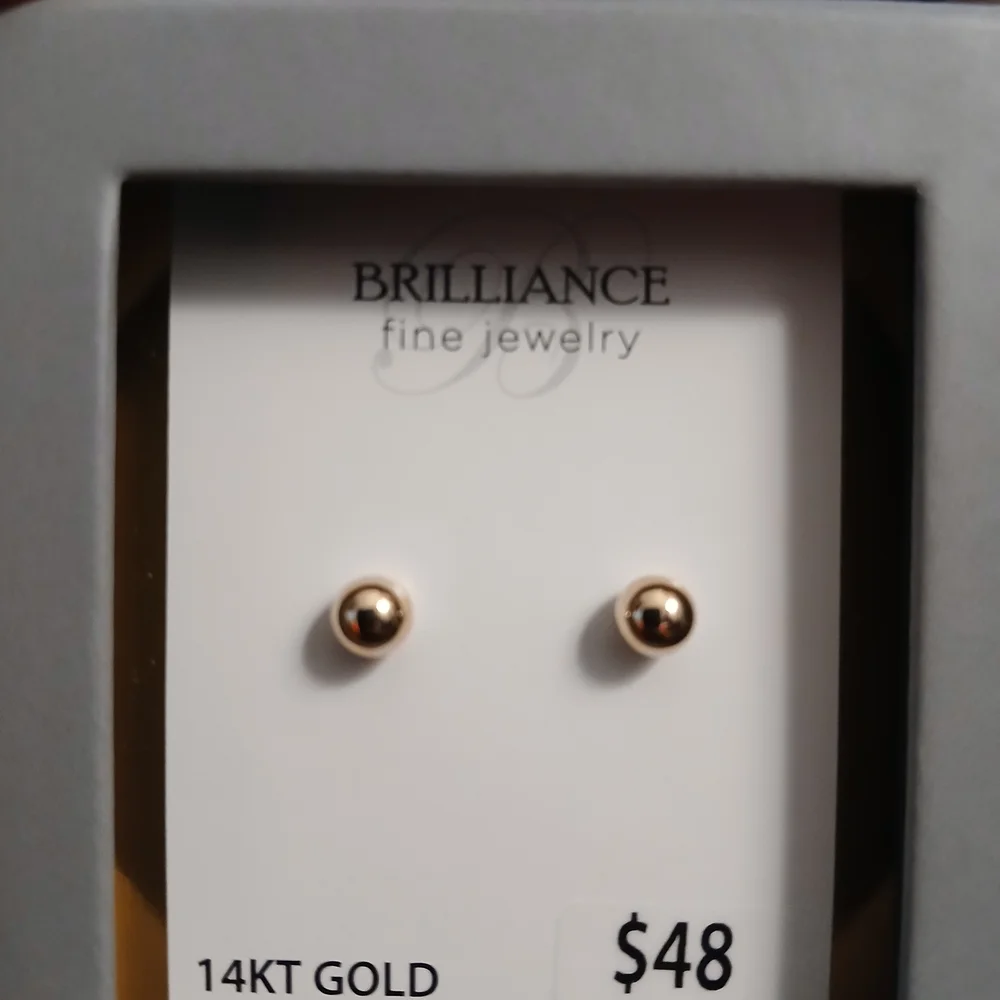 BRILLIANCE
fine jewelry
14KT GOLD
$48